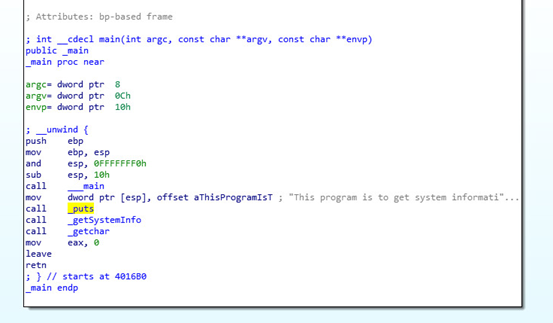 ; Attributes: bp-based frame
; int __cdecl main(int argc, const char **argv, const char **envp)
public _main
_main proc near
argc= dword ptr  8
argv= dword ptr  0Ch
envp= dword ptr  10h
; __unwind {
push    ebp
mov     ebp, esp
and     esp, 0FFFFFFF0h
sub     esp, 10h
call    ___main
mov     dword ptr [esp], offset aThisProgramIsT ; "This program is to get system informati"...
call    _puts
call    _getSystemInfo
call    _getchar
mov     eax, 0
leave
retn
; } // starts at 4016B0
_main endp